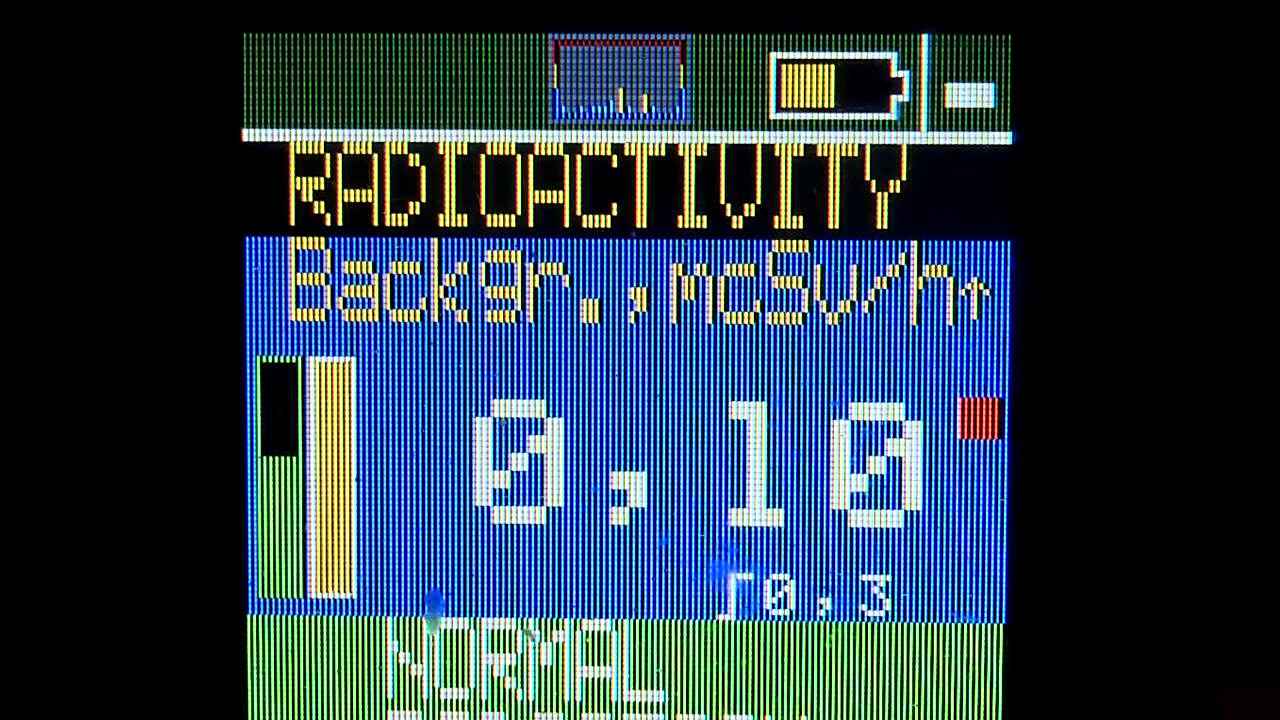 RADIOACTIVITY
Backgr.,mcSv/h↑
0,10
∫0,3
NORMAL